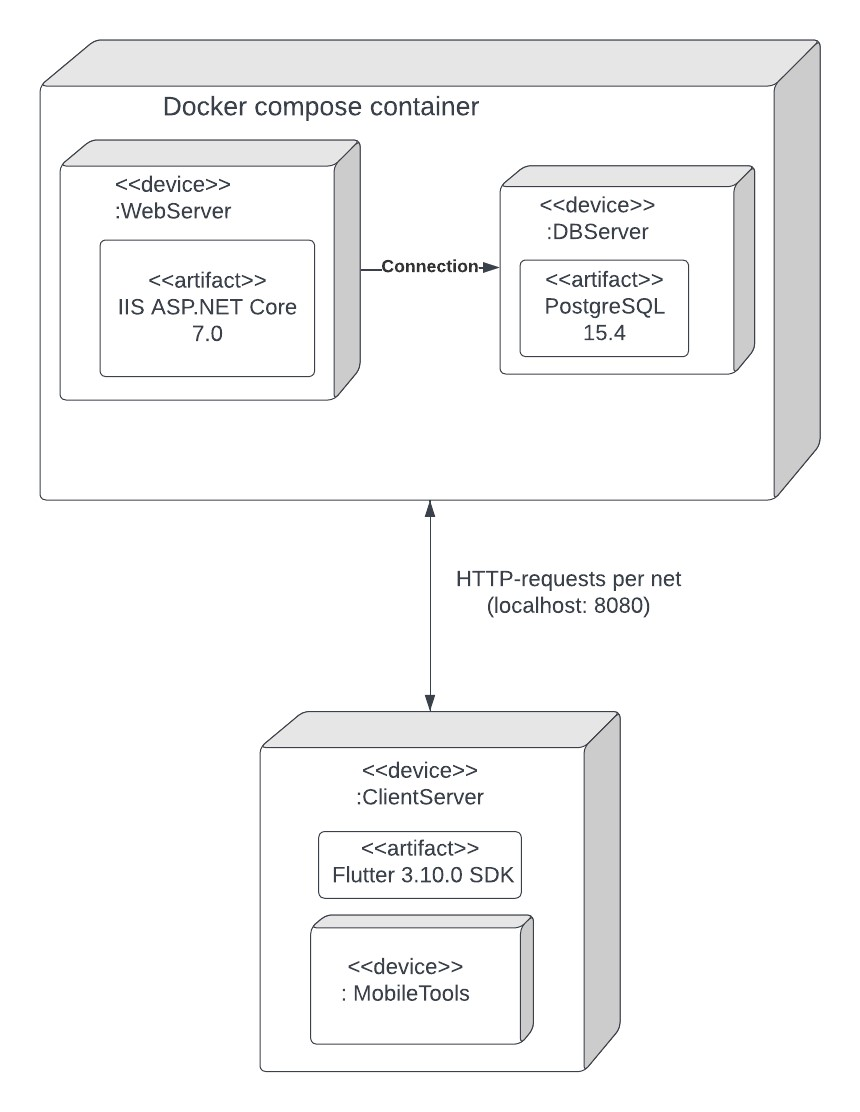 Docker compose container
<<device>>
:WebServer
<<artifact>>
IIS ASP.NET Core
7.0
Connection
<<device>>
:DBServer
<<artifact>>
PostgreSQL
15.4
HTTP-requests per net
(localhost: 8080)
<<device>>
:ClientServer
<<artifact>>
Flutter 3.10.0 SDK
<<device>>
: MobileTools